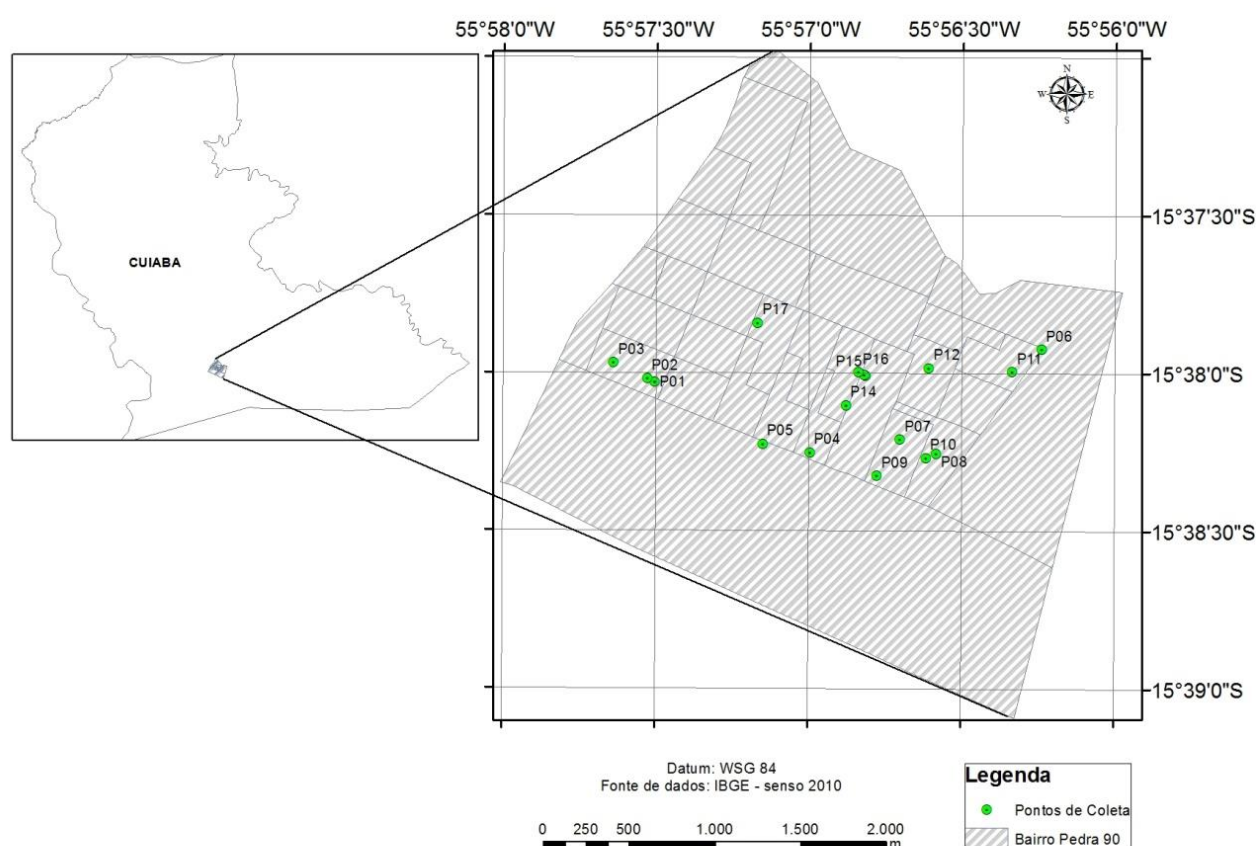 55°58'0"W 55°57'30"W 55°57'0"W 55°56'30"W 55°56'0"W
N
W E
S
15°37'30"S
CUIABA
P17
P06
P03
P02
P01
P15 P16
P12
P11
15°38'0"S
P14
P05
P04
P07
P10
P09
P08
15°38'30"S
15°39'0"S
Datum: WSG 84
Fonte de dados: IBGE - senso 2010
0 250 500 1.000 1.500 2.000
m
Legenda
Pontos de Coleta
Bairro Pedra 90